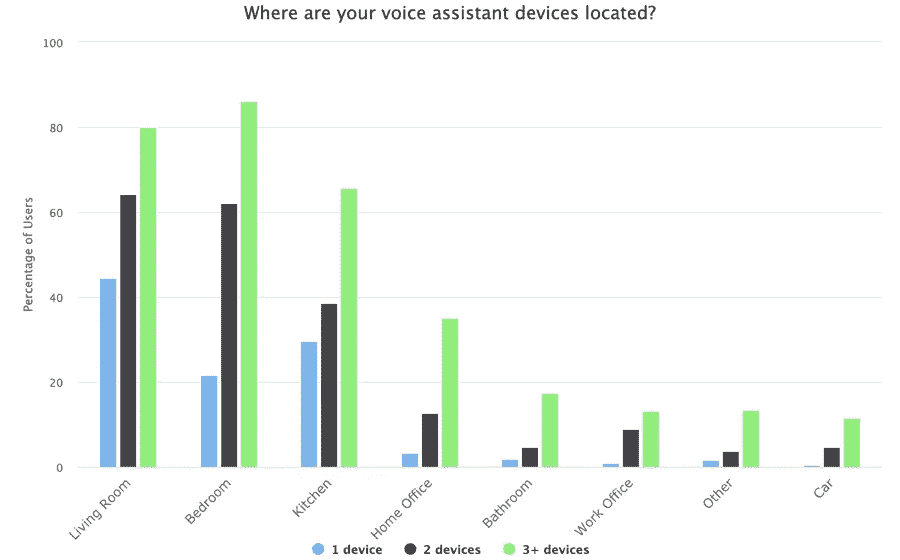 Where are your voice assistant devices located?
100
80
60
40
20
0
Percentage of Users
Living Room
Bedroom
Kitchen
Home Office
Bathroom
Work Office
Other
Car
1 device
2 devices
3+ devices